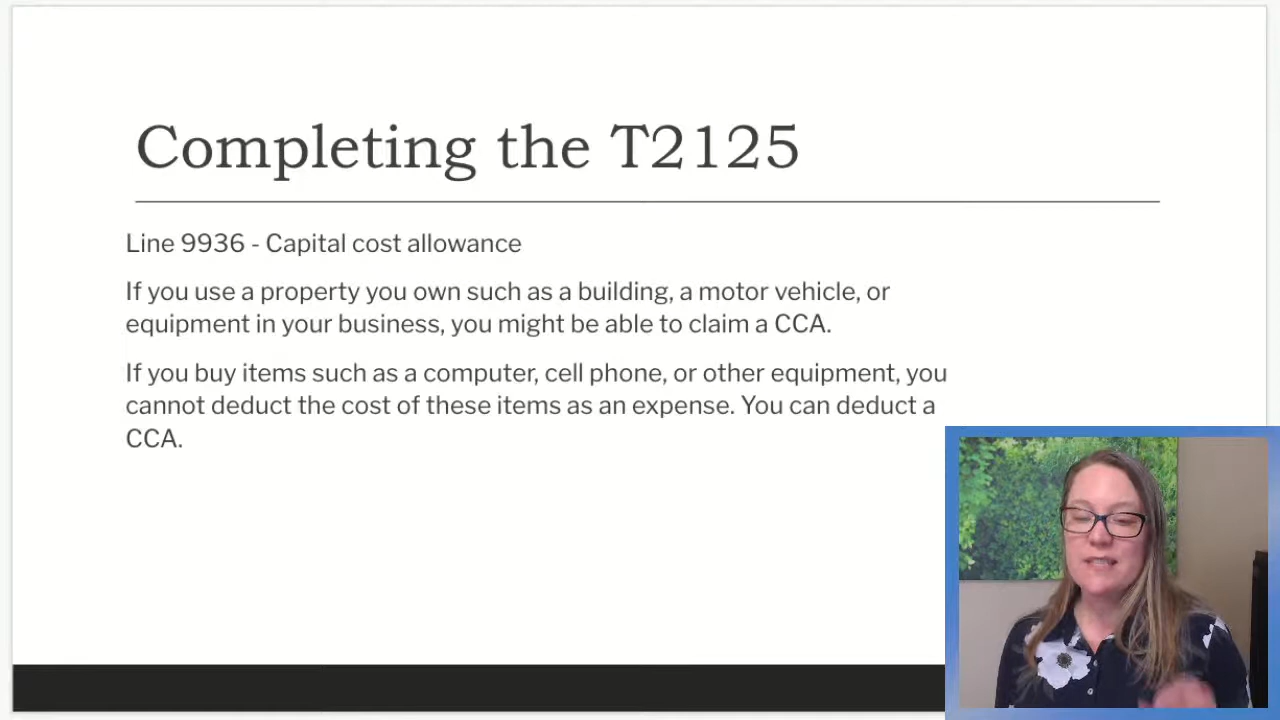 Completing the T2125
Line 9936 - Capital cost allowance
If you use a property you own such as a building, a motor vehicle, or
equipment in your business, you might be able to claim a CCA.
If you buy items such as a computer, cell phone, or other equipment, you
cannot deduct the cost of these items as an expense. You can deduct a
CCA.